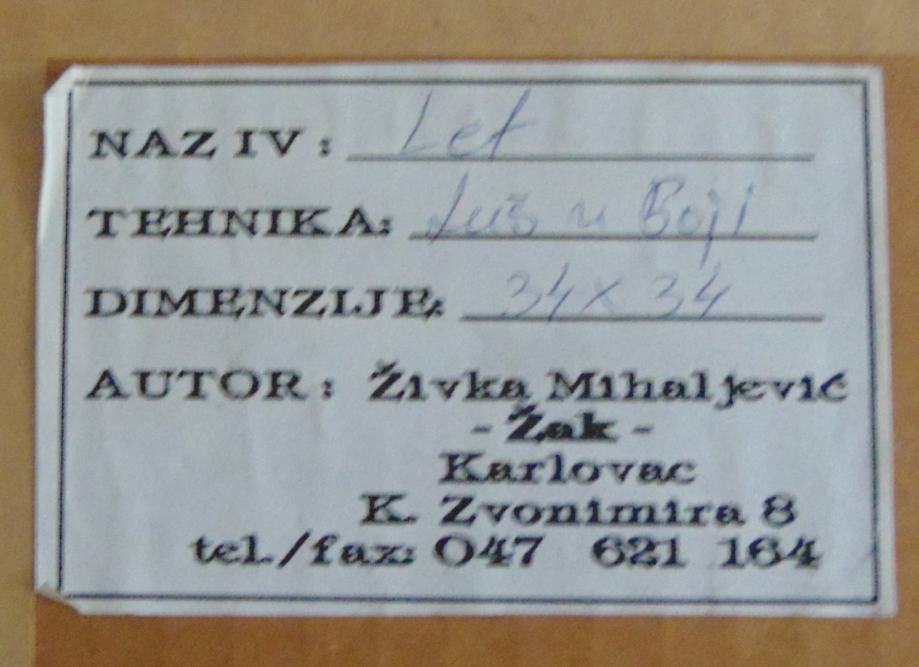 NAZIV: Let
TEHNIKA: tuš u Boji
DIMENZIJE: 34 x 34
AUTOR: Živka Mihaljević
- Žak -
Karlovac
K. Zvonimira 8
tel./fax: 047 621 164